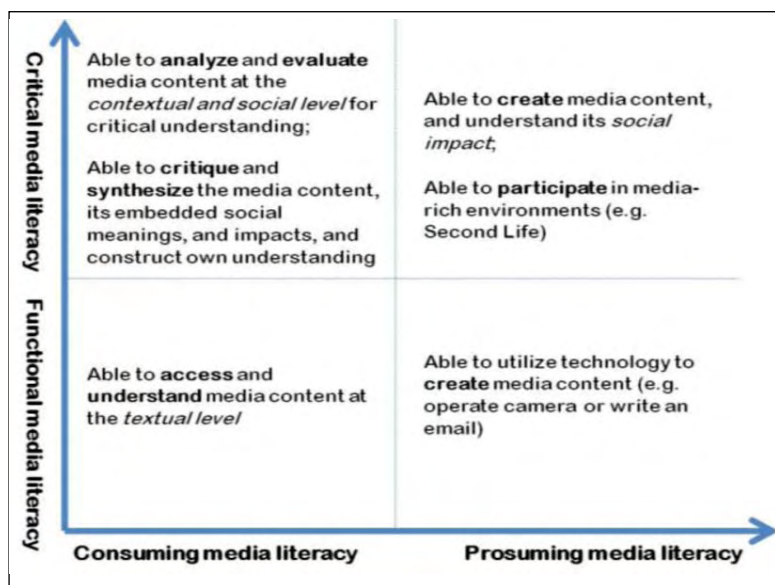 Critical media literacy
Able to analyze and evaluate
media content at the
contextual and social level for
critical understanding;
Able to critique and
synthesize the media content,
its embedded social
meanings, and impacts, and
construct own understanding
Able to create media content,
and understand its social
impact;
Able to participate in media-
rich environments (e.g.
Second Life)
Functional media literacy
Able to access and
understand media content at
the textual level
Able to utilize technology to
create media content (e.g.
operate camera or write an
email)
Consuming media literacy
Prosuming media literacy